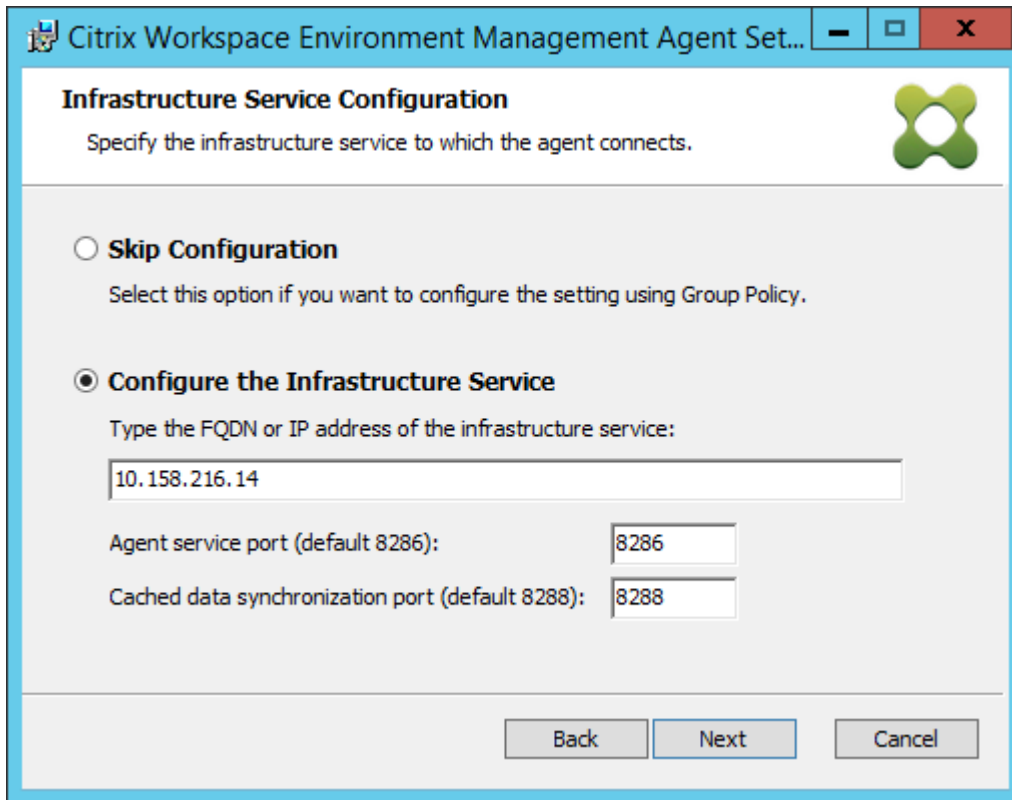 Citrix Workspace Environment Management Agent Set...
Infrastructure Service Configuration
Specify the infrastructure service to which the agent connects.
Skip Configuration
Select this option if you want to configure the setting using Group Policy.
Configure the Infrastructure Service
Type the FQDN or IP address of the infrastructure service:
10.158.216.14
Agent service port (default 8286): 8286
Cached data synchronization port (default 8288): 8288
Back Next Cancel